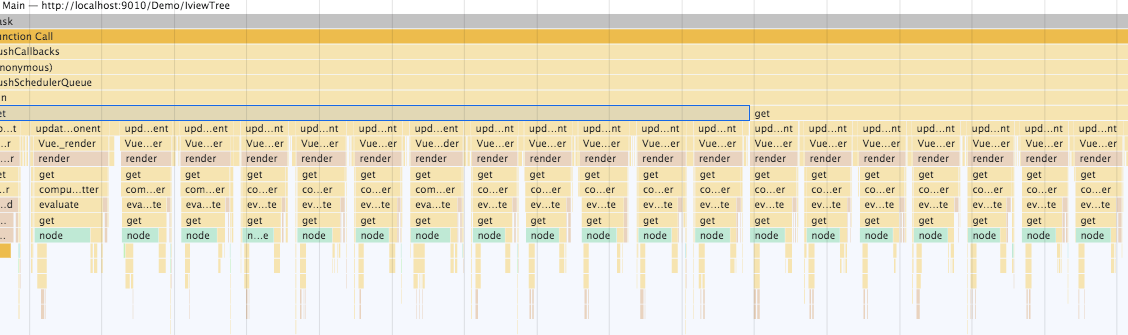 Main — http://localhost:9010/Demo/IviewTree
ask
unction Call
ushCallbacks
nonymous)
ushSchedulerQueue
n
et get
o…t updat…onent upd…ent upd…ent upd…nt upd…nt upd…nt upd…ent upd…nt upd…nt upd…nt upd…nt upd…nt upd…nt upd…nt upd…nt upd…nt upd…nt upd…nt upd…nt
…r Vue._render Vue…er Vue…er Vue…er Vue…er Vue…er Vue…der Vue…er Vue…er Vue…er Vue…er Vue…er Vue…er Vue…er Vue…er Vue…er Vue…er Vue…er Vue…er
…r render render render render render render render render render render render render render render render render render render render
et get get get get get get get get get get get get get get get get get get get
…r compu…tter com…er com…er co…er co…er co…er com…er co…er co…er co…er co…er co…er co…er co…er co…er co…er co…er co…er co…er
…d evaluate eva…te eva…te ev…te ev…te ev…te eva…te ev…te ev…te ev…te ev…te ev…te ev…te ev…te ev…te ev…te ev…te ev…te ev…te
… get get get get get get get get get get get get get get get get get get get
… node node node n…e node node node node node node node node node node node node node node node